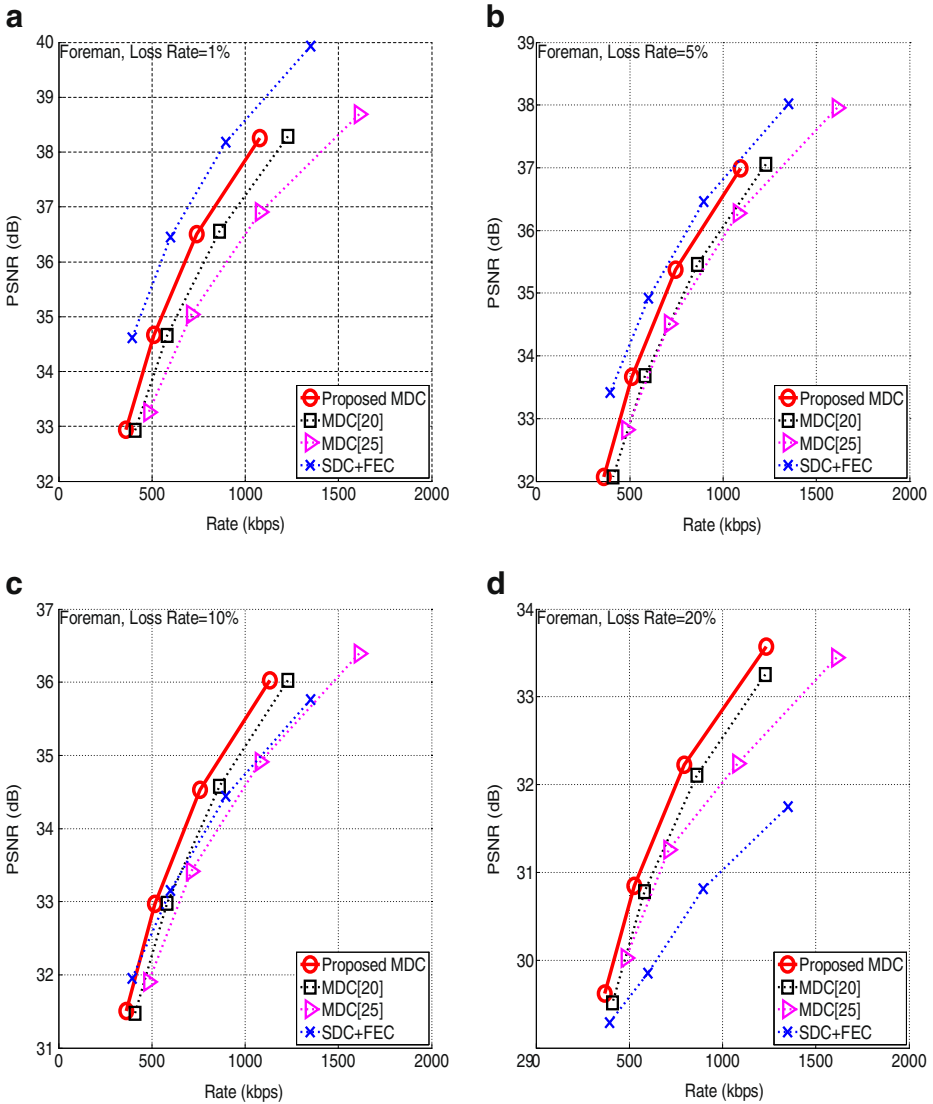 a
Foreman, Loss Rate=1%
40
39
38
37
36
35
34
33
32
PSNR (dB)
0
500
1000
1500
2000
Rate (kbps)
Proposed MDC
MDC[20]
MDC[25]
SDC+FEC
b
Foreman, Loss Rate=5%
39
38
37
36
35
34
33
32
PSNR (dB)
0
500
1000
1500
2000
Rate (kbps)
Proposed MDC
MDC[20]
MDC[25]
SDC+FEC
c
Foreman, Loss Rate=10%
37
36
35
34
33
32
31
PSNR (dB)
0
500
1000
1500
2000
Rate (kbps)
Proposed MDC
MDC[20]
MDC[25]
SDC+FEC
d
Foreman, Loss Rate=20%
34
33
32
31
30
29
PSNR (dB)
0
500
1000
1500
2000
Rate (kbps)
Proposed MDC
MDC[20]
MDC[25]
SDC+FEC